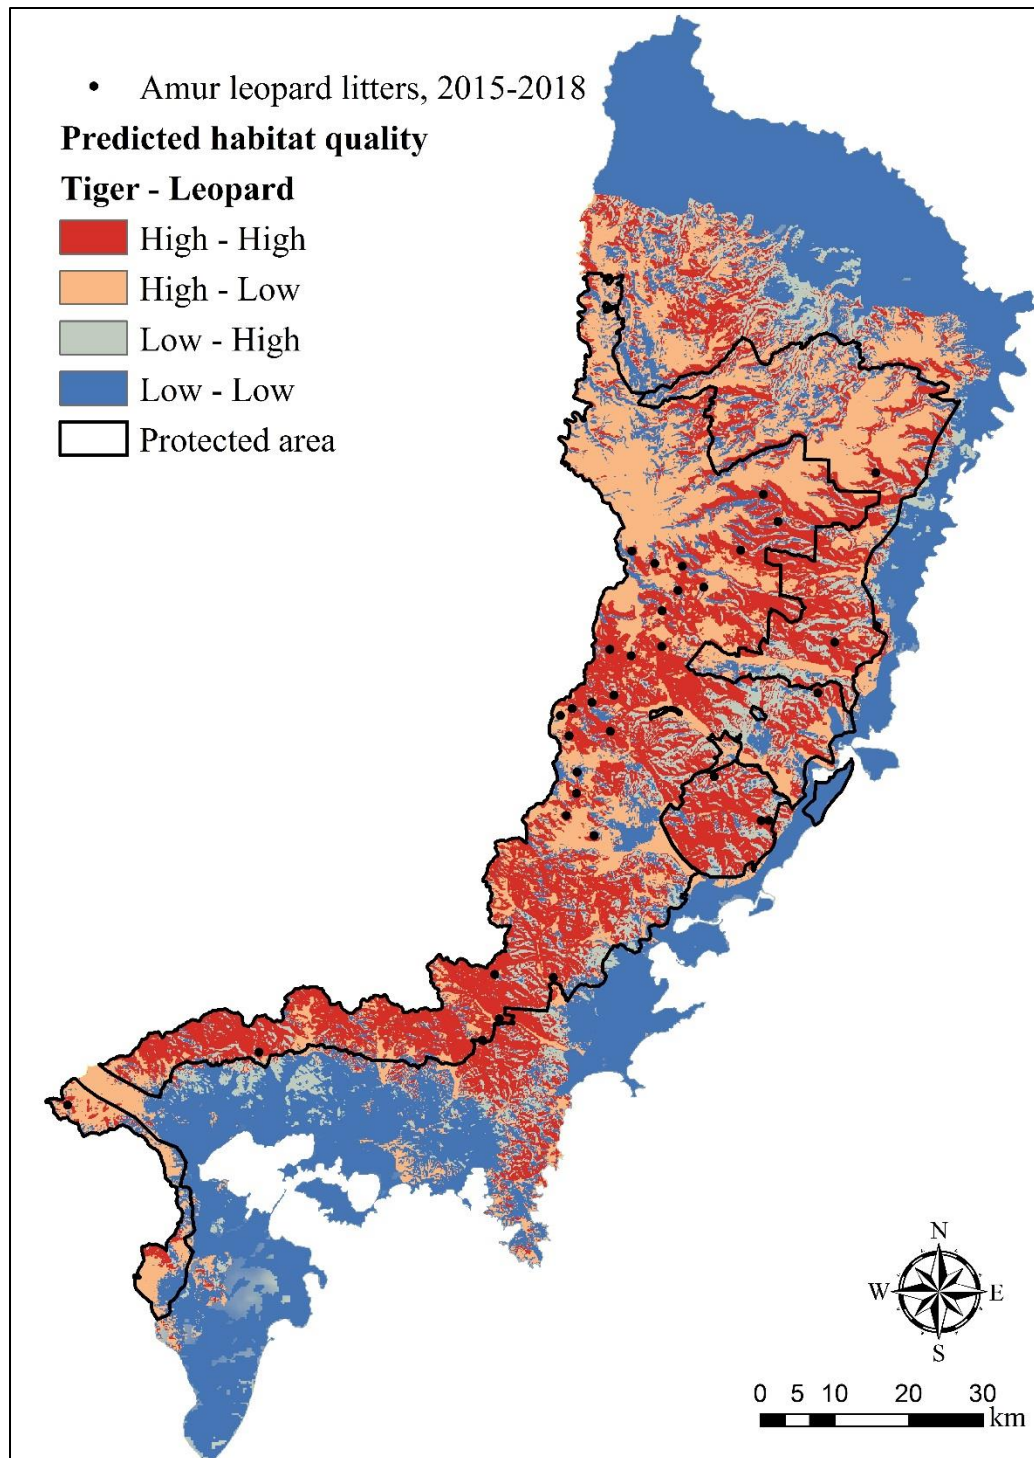 Amur leopard litters, 2015-2018
Predicted habitat quality
Tiger - Leopard
High - High
High - Low
Low - High
Low - Low
Protected area
N
W E
S
0 5 10 20 30
km